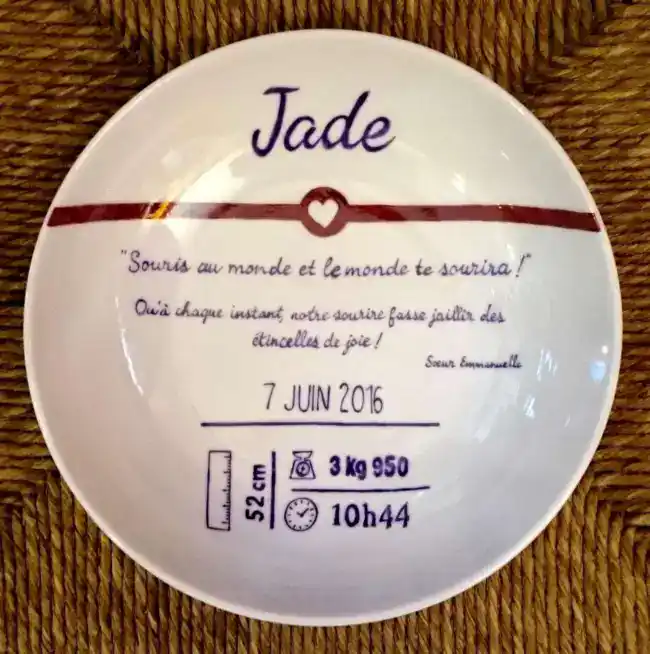 Jade
"Souris au monde et le monde te sourira !"
Qu'à chaque instant, notre sourire fasse jaillir des
étincelles de joie !
Sœur Emmanuelle
7 JUIN 2016
52 cm
3 kg 950
10h44